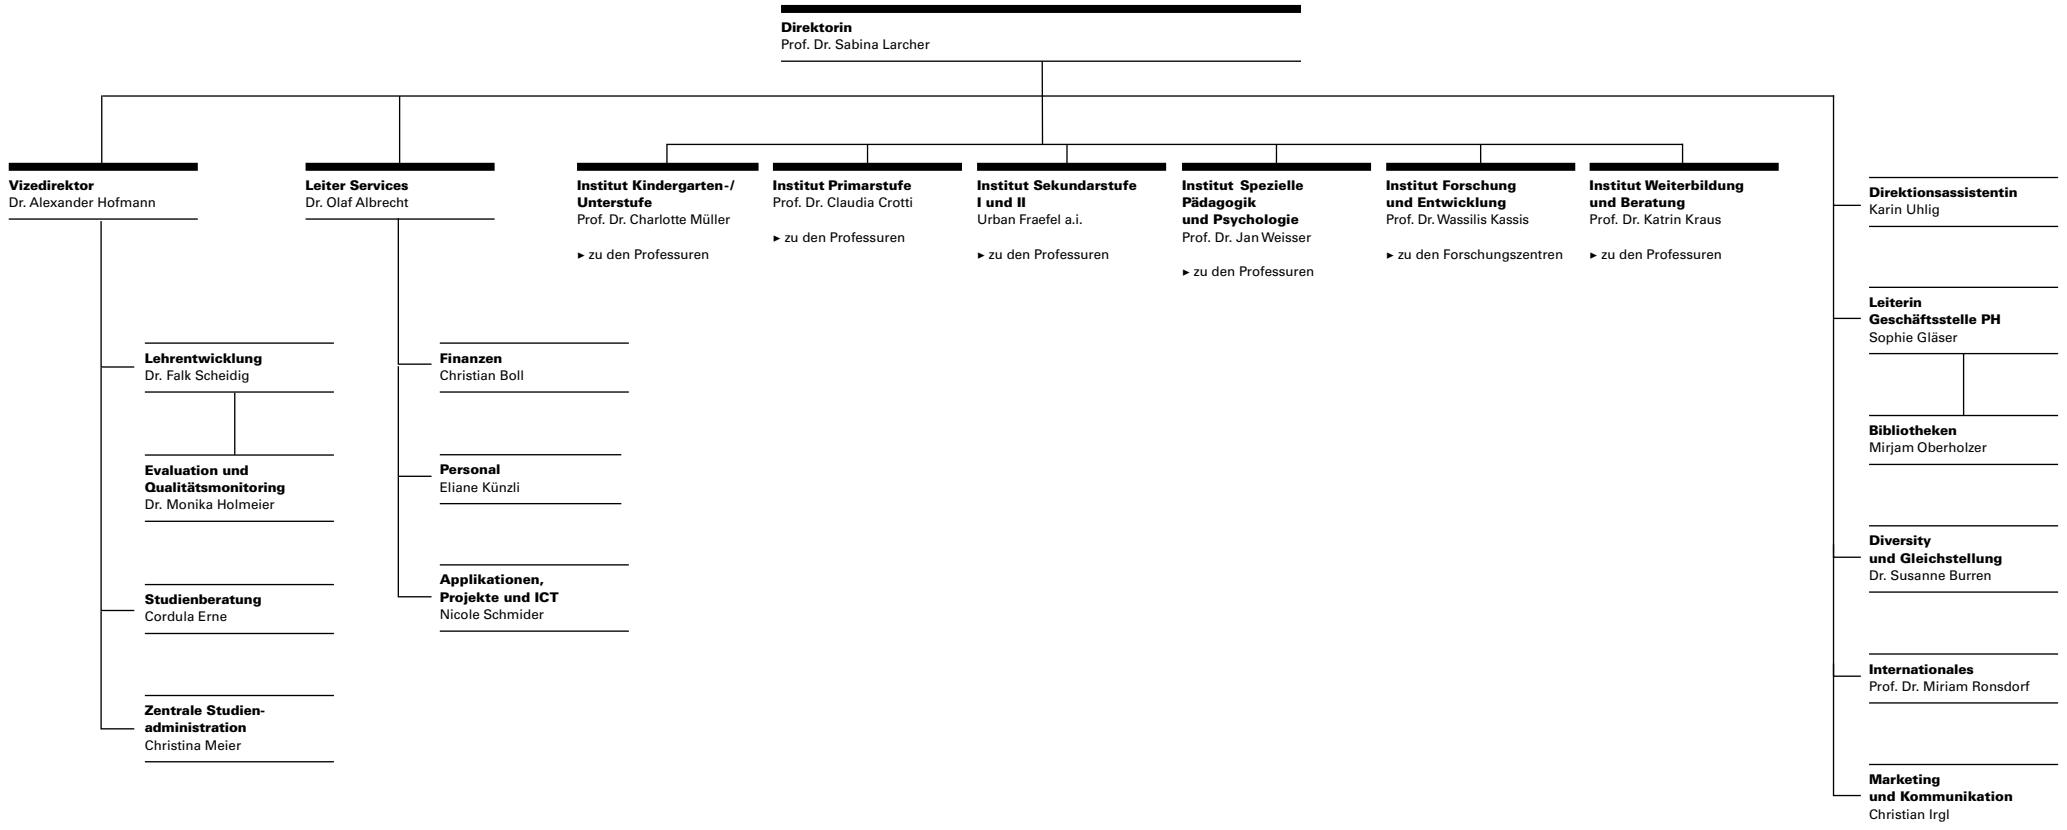 Direktorin
Prof. Dr. Sabina Larcher
Vizedirektor
Dr. Alexander Hofmann
Leiter Services
Dr. Olaf Albrecht
Institut Kindergarten-/
Unterstufe
Prof. Dr. Charlotte Müller
▸ zu den Professuren
Institut Primarstufe
Prof. Dr. Claudia Crotti
▸ zu den Professuren
Institut Sekundarstufe
I und II
Urban Fraefel a.i.
▸ zu den Professuren
Institut Spezielle
Pädagogik
und Psychologie
Prof. Dr. Jan Weisser
▸ zu den Professuren
Institut Forschung
und Entwicklung
Prof. Dr. Wassilis Kassis
▸ zu den Forschungszentren
Institut Weiterbildung
und Beratung
Prof. Dr. Katrin Kraus
▸ zu den Professuren
Lehrentwicklung
Dr. Falk Scheidig
Evaluation und
Qualitätsmonitoring
Dr. Monika Holmeier
Studienberatung
Cordula Erne
Zentrale Studien-
administration
Christina Meier
Finanzen
Christian Boll
Personal
Eliane Künzli
Applikationen,
Projekte und ICT
Nicole Schmider
Direktionsassistentin
Karin Uhlig
Leiterin
Geschäftsstelle PH
Sophie Gläser
Bibliotheken
Mirjam Oberholzer
Diversity
und Gleichstellung
Dr. Susanne Burren
Internationales
Prof. Dr. Miriam Ronsdorf
Marketing
und Kommunikation
Christian Irgl